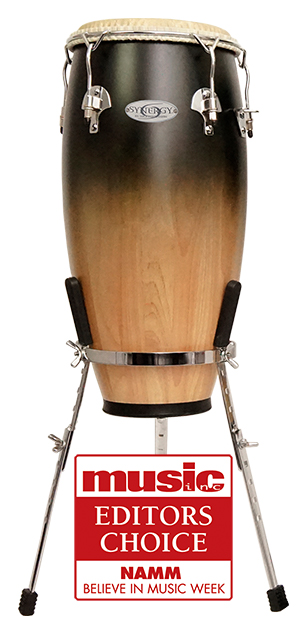 SYNERGY
music
inc
EDITORS
CHOICE
NAMM
BELIEVE IN MUSIC WEEK